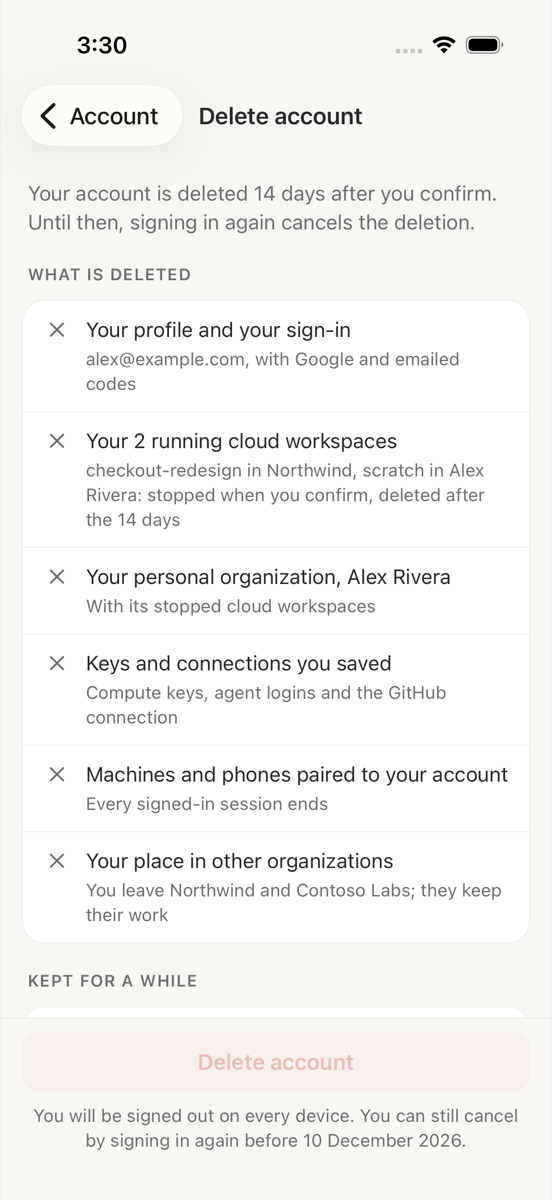 3:30
Account
Delete account
Your account is deleted 14 days after you confirm.
Until then, signing in again cancels the deletion.
WHAT IS DELETED
Your profile and your sign-in
alex@example.com, with Google and emailed
codes
Your 2 running cloud workspaces
checkout-redesign in Northwind, scratch in Alex
Rivera: stopped when you confirm, deleted after
the 14 days
Your personal organization, Alex Rivera
With its stopped cloud workspaces
Keys and connections you saved
Compute keys, agent logins and the GitHub
connection
Machines and phones paired to your account
Every signed-in session ends
Your place in other organizations
You leave Northwind and Contoso Labs; they keep
their work
KEPT FOR A WHILE
Delete account
You will be signed out on every device. You can still cancel
by signing in again before 10 December 2026.